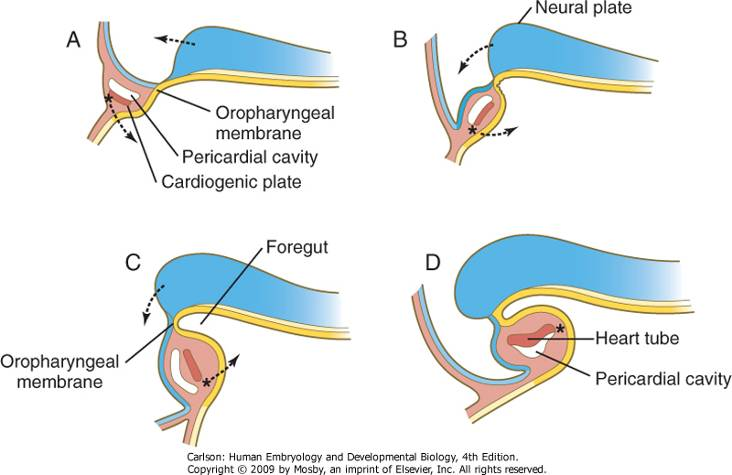 A
Oropharyngeal
membrane
Pericardial cavity
Cardiogenic plate
*
B
Neural plate
*
C
Foregut
Oropharyngeal
membrane
*
D
*
Heart tube
Pericardial cavity
Carlson: Human Embryology and Developmental Biology, 4th Edition.
Copyright © 2009 by Mosby, an imprint of Elsevier, Inc. All rights reserved.